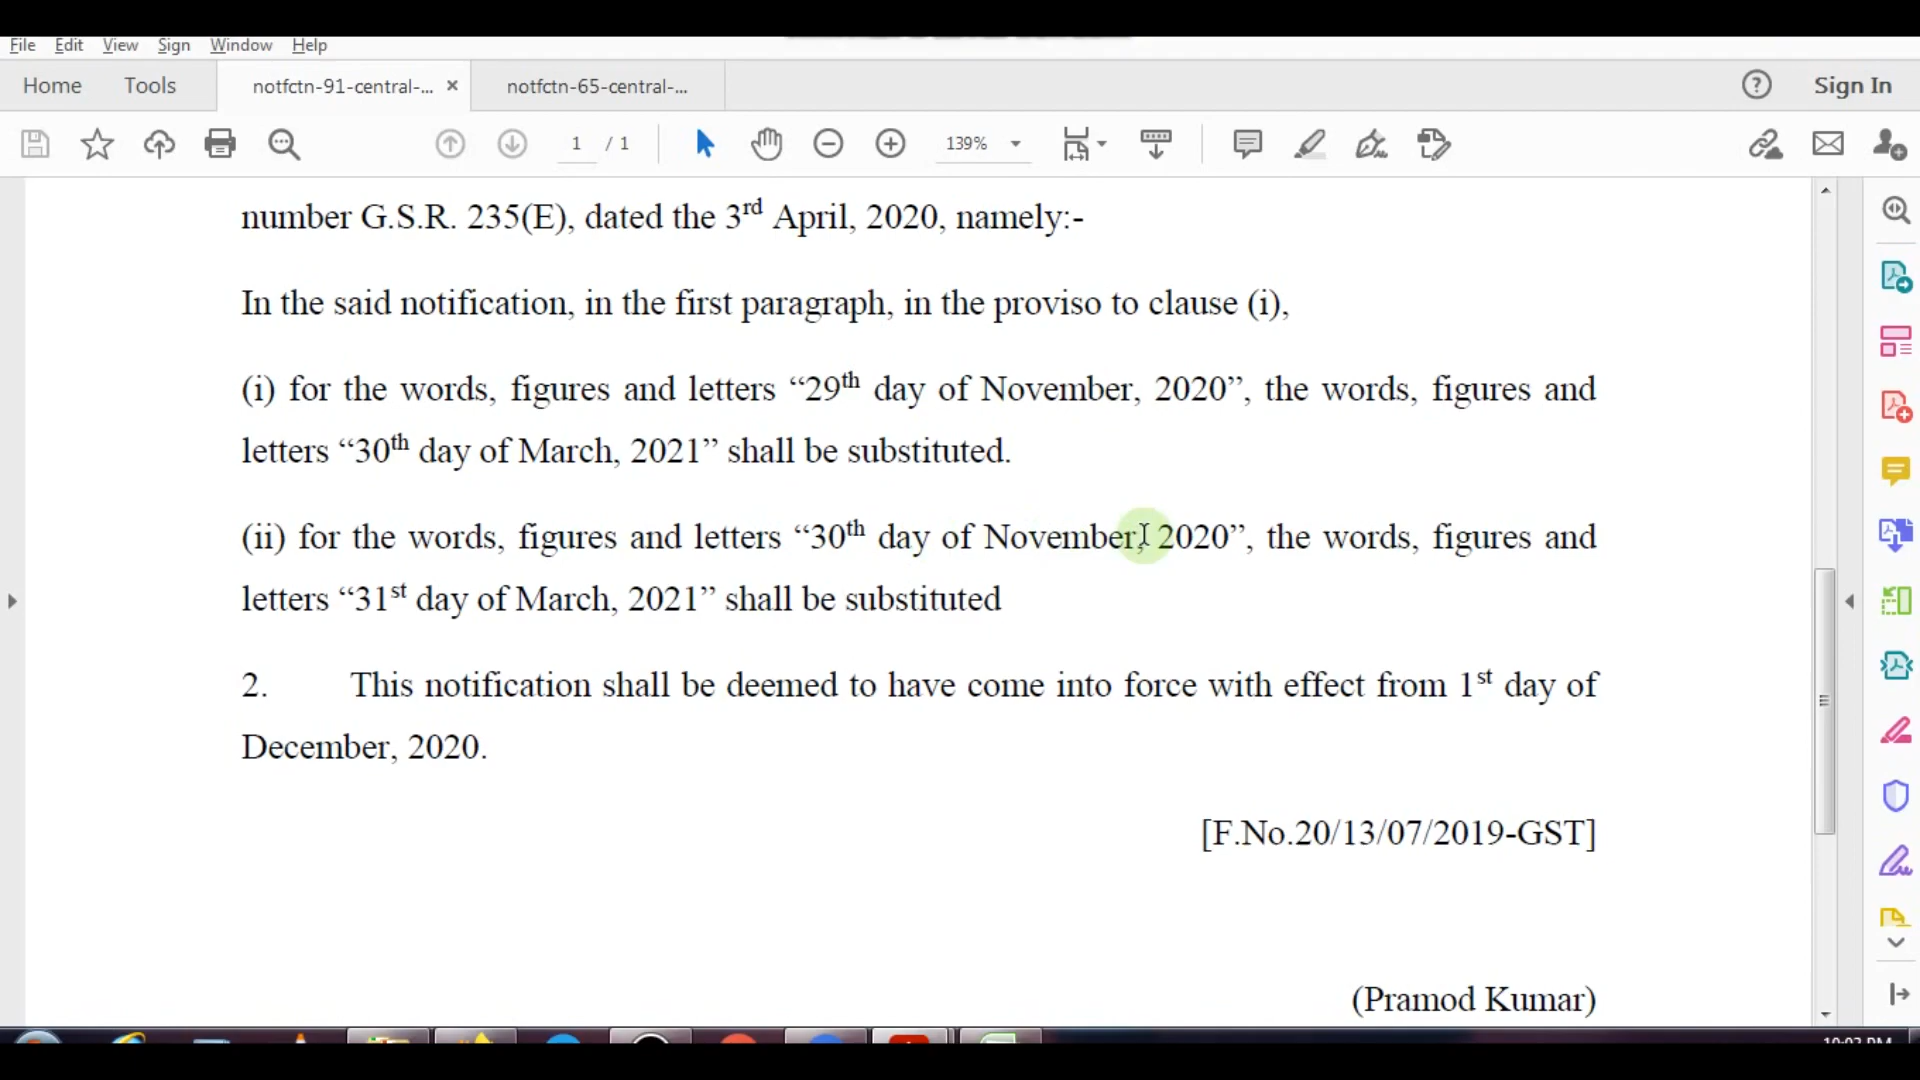 File Edit View Sign Window Help
Home Tools notfctn-91-central-... × notfctn-65-central-... Sign In
1 / 1 139%
number G.S.R. 235(E), dated the 3rd April, 2020, namely:-
In the said notification, in the first paragraph, in the proviso to clause (i),
(i) for the words, figures and letters “29th day of November, 2020”, the words, figures and
letters “30th day of March, 2021” shall be substituted.
(ii) for the words, figures and letters “30th day of November, 2020”, the words, figures and
letters “31st day of March, 2021” shall be substituted
2. This notification shall be deemed to have come into force with effect from 1st day of
December, 2020.
[F.No.20/13/07/2019-GST]
(Pramod Kumar)